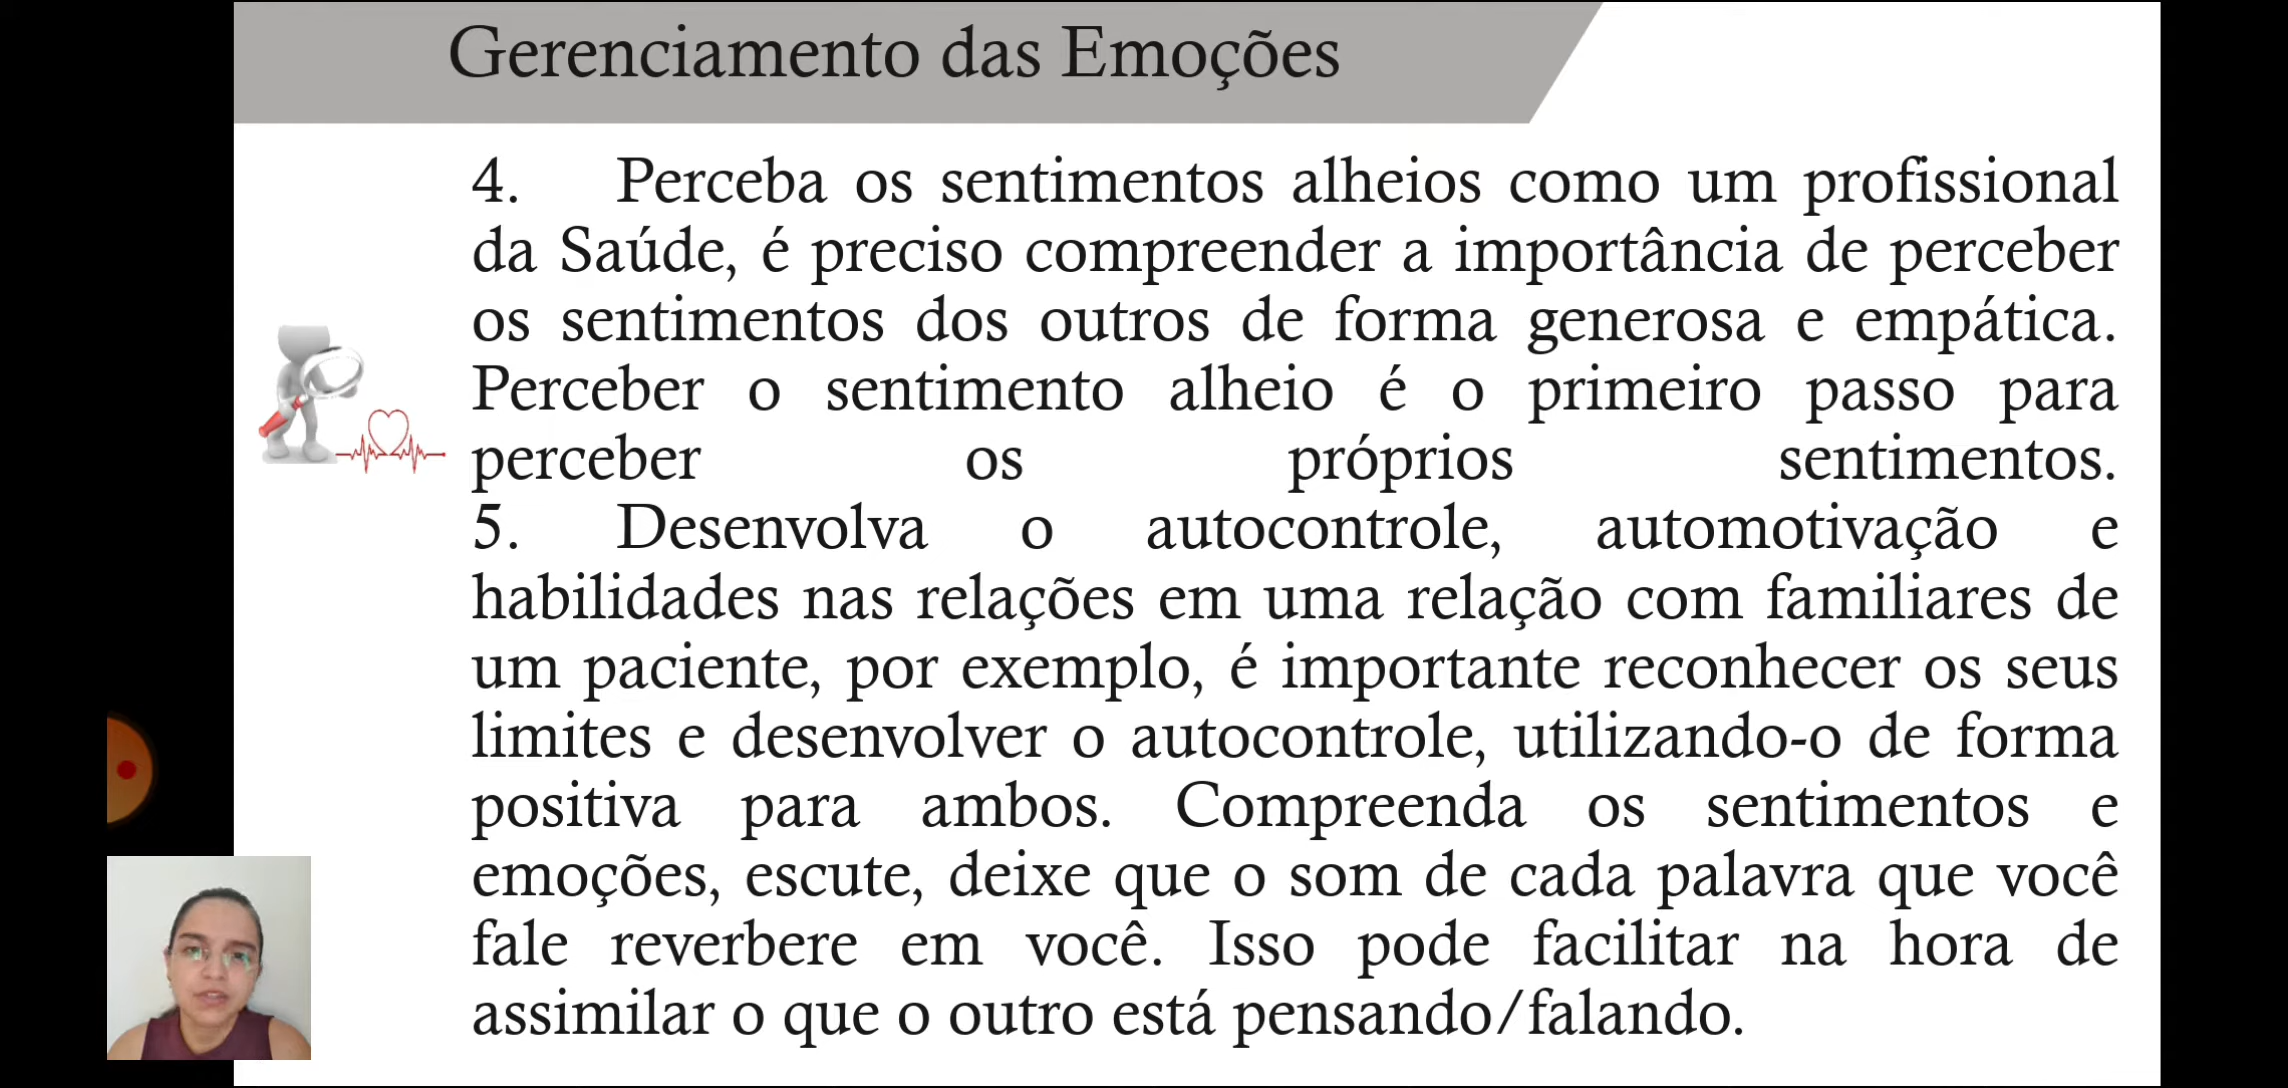 Gerenciamento das Emoções
4. Perceba os sentimentos alheios como um profissional
da Saúde, é preciso compreender a importância de perceber
os sentimentos dos outros de forma generosa e empática.
Perceber o sentimento alheio é o primeiro passo para
perceber os próprios sentimentos.
5. Desenvolva o autocontrole, automotivação e
habilidades nas relações em uma relação com familiares de
um paciente, por exemplo, é importante reconhecer os seus
limites e desenvolver o autocontrole, utilizando-o de forma
positiva para ambos. Compreenda os sentimentos e
emoções, escute, deixe que o som de cada palavra que você
fale reverbere em você. Isso pode facilitar na hora de
assimilar o que o outro está pensando/falando.